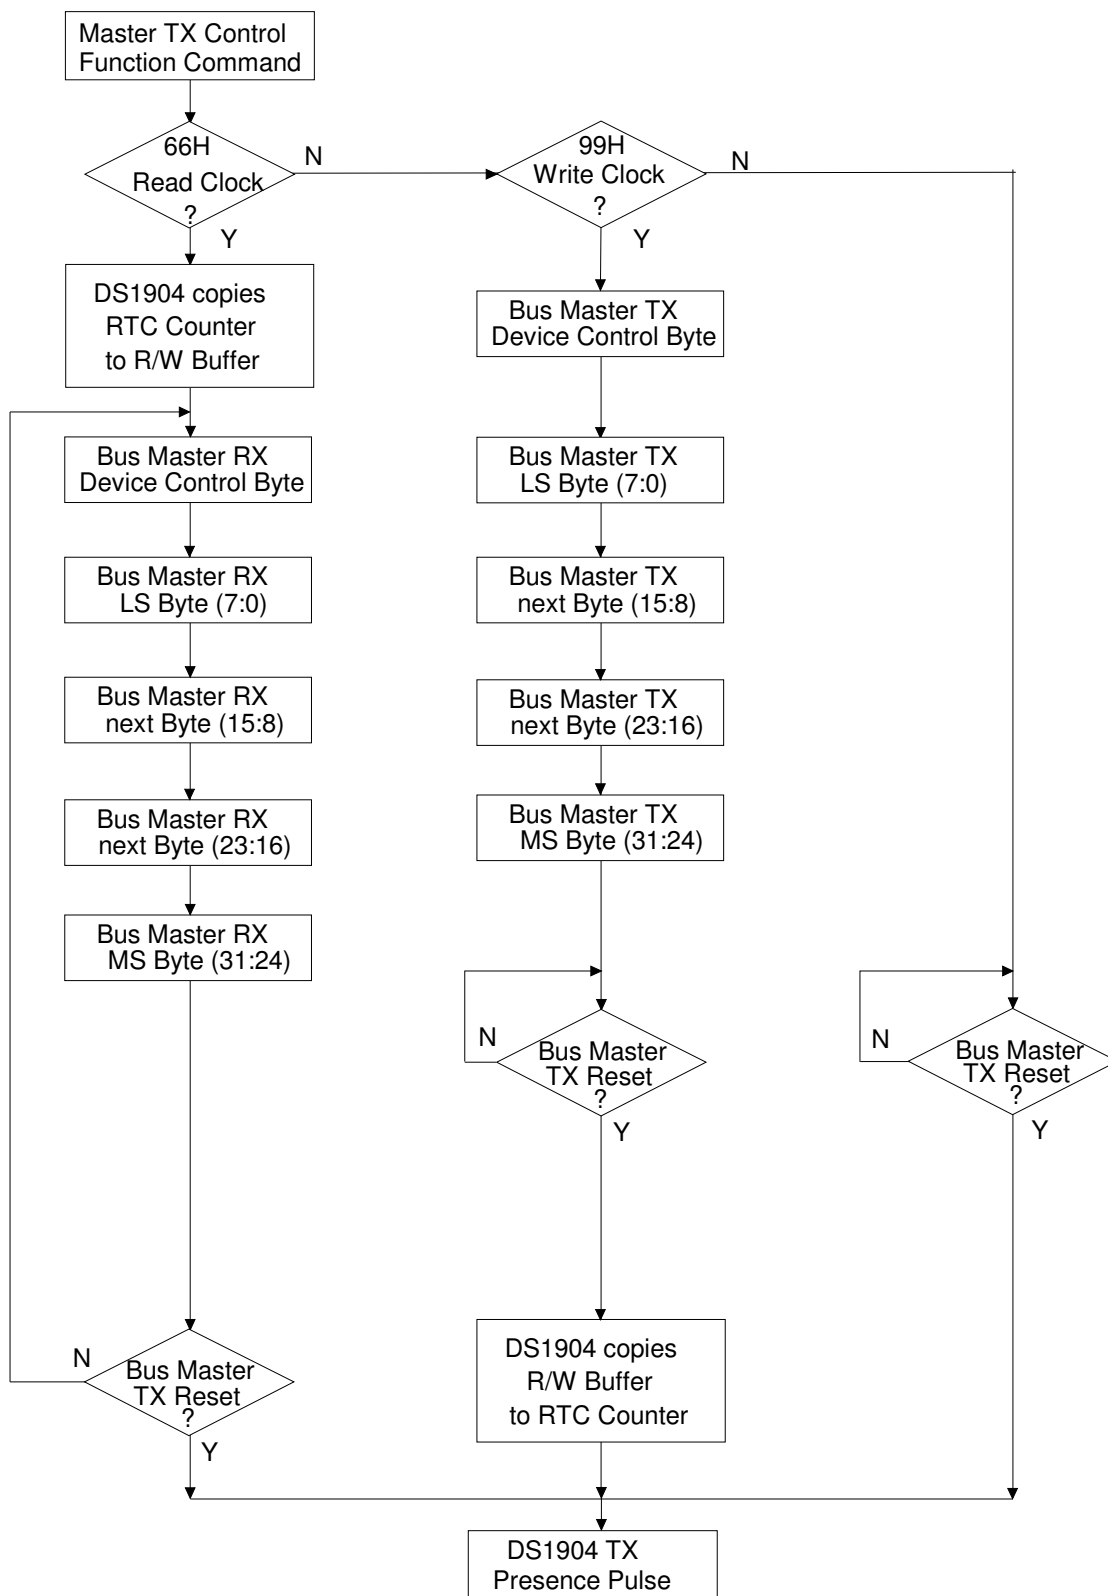 Master TX Control
Function Command
66H
Read Clock
?
N
Y
99H
Write Clock
?
N
Y
DS1904 copies
RTC Counter
to R/W Buffer
Bus Master RX
Device Control Byte
Bus Master RX
LS Byte (7:0)
Bus Master RX
next Byte (15:8)
Bus Master RX
next Byte (23:16)
Bus Master RX
MS Byte (31:24)
N
Bus Master
TX Reset
?
Y
Bus Master TX
Device Control Byte
Bus Master TX
LS Byte (7:0)
Bus Master TX
next Byte (15:8)
Bus Master TX
next Byte (23:16)
Bus Master TX
MS Byte (31:24)
N
Bus Master
TX Reset
?
Y
DS1904 copies
R/W Buffer
to RTC Counter
N
Bus Master
TX Reset
?
Y
DS1904 TX
Presence Pulse